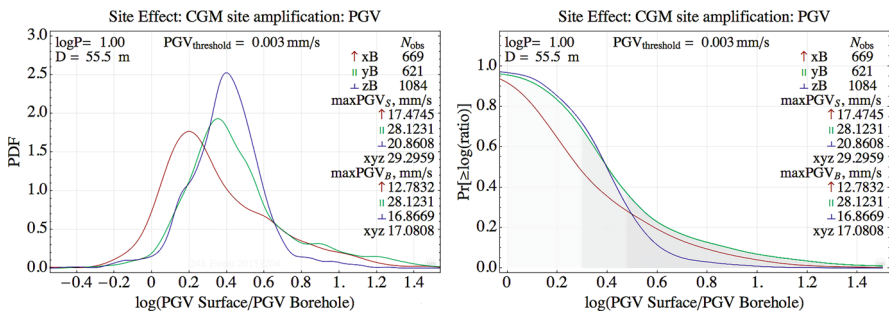 Site Effect: CGM site amplification: PGV
logP= 1.00 PGVthreshold = 0.003 mm/s Nobs
D = 55.5 m ↑ xB 669
॥ yB 621
⊥ zB 1084
maxPGVS, mm/s
↑17.4745
॥ 28.1231
⊥20.8608
xyz 29.2959
maxPGVB, mm/s
↑12.7832
॥ 28.1231
⊥16.8669
xyz 17.0808
PDF
3.0
2.5
2.0
1.5
1.0
0.5
0.0
−0.4 −0.2 0 0.2 0.4 0.6 0.8 1.0 1.2 1.4
log(PGV Surface/PGV Borehole)
Site Effect: CGM site amplification: PGV
logP= 1.00 PGVthreshold = 0.003 mm/s Nobs
D = 55.5 m ↑ xB 669
॥ yB 621
⊥ zB 1084
maxPGVS, mm/s
↑17.4745
॥ 28.1231
⊥20.8608
xyz 29.2959
maxPGVB, mm/s
↑12.7832
॥ 28.1231
⊥16.8669
xyz 17.0808
Pr[≥log(ratio)]
1.0
0.8
0.6
0.4
0.2
0.0
0 0.2 0.4 0.6 0.8 1.0 1.2 1.4
log(PGV Surface/PGV Borehole)